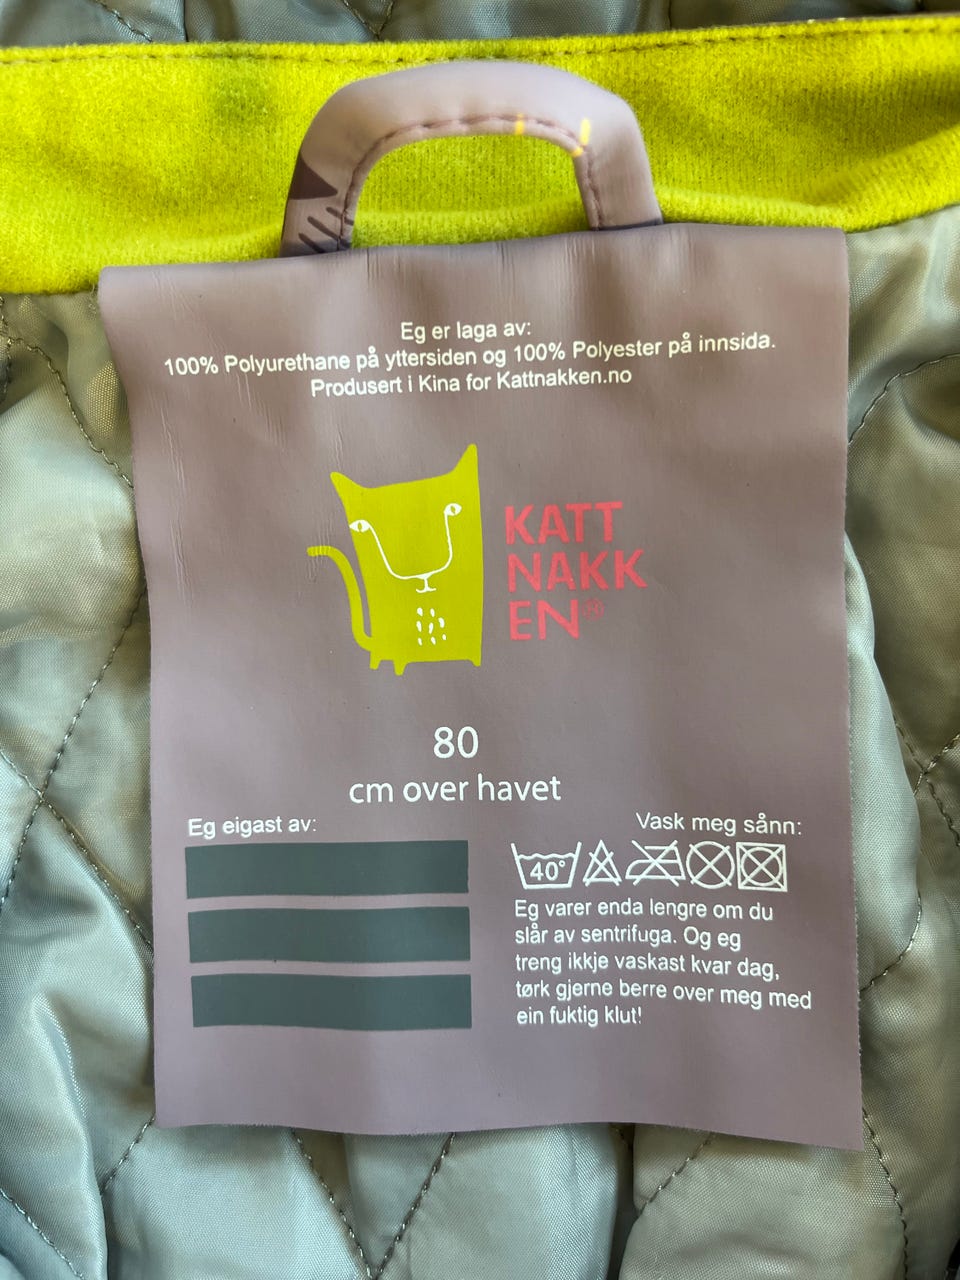 Eg er laga av:
100% Polyurethane på yttersiden og 100% Polyester på innsida.
Produsert i Kina for Kattnakken.no
KATT
NAKK
EN®
80
cm over havet
Eg eigast av:
Vask meg sånn:
40°
Eg varer enda lengre om du
slår av sentrifuga. Og eg
treng ikkje vaskast kvar dag,
tørk gjerne berre over meg med
ein fuktig klut!